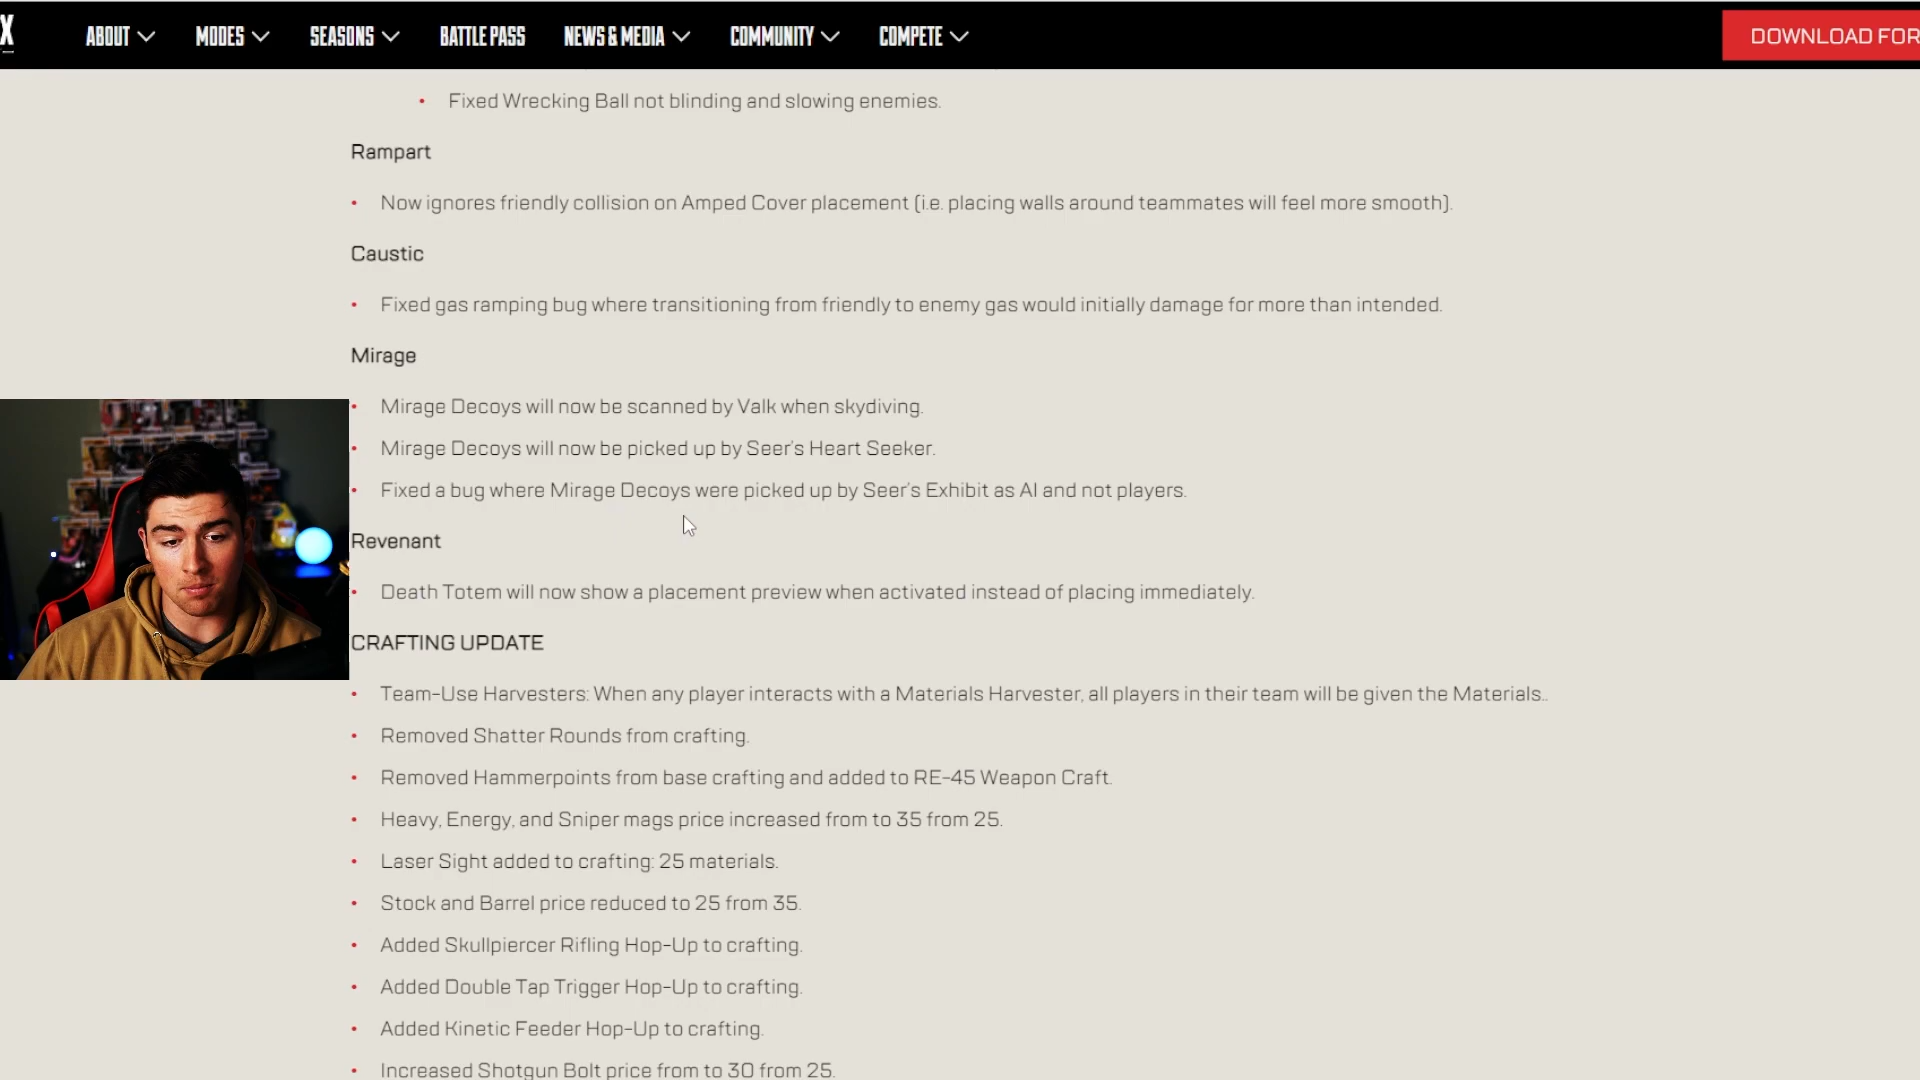 X
ABOUT MODES SEASONS BATTLE PASS NEWS & MEDIA COMMUNITY COMPETE DOWNLOAD FOR
• Fixed Wrecking Ball not blinding and slowing enemies.
Rampart
• Now ignores friendly collision on Amped Cover placement (i.e. placing walls around teammates will feel more smooth).
Caustic
• Fixed gas ramping bug where transitioning from friendly to enemy gas would initially damage for more than intended.
Mirage
• Mirage Decoys will now be scanned by Valk when skydiving.
• Mirage Decoys will now be picked up by Seer's Heart Seeker.
• Fixed a bug where Mirage Decoys were picked up by Seer's Exhibit as AI and not players.
Revenant
• Death Totem will now show a placement preview when activated instead of placing immediately.
CRAFTING UPDATE
• Team-Use Harvesters: When any player interacts with a Materials Harvester, all players in their team will be given the Materials..
• Removed Shatter Rounds from crafting.
• Removed Hammerpoints from base crafting and added to RE-45 Weapon Craft.
• Heavy, Energy, and Sniper mags price increased from to 35 from 25.
• Laser Sight added to crafting: 25 materials.
• Stock and Barrel price reduced to 25 from 35.
• Added Skullpiercer Rifling Hop-Up to crafting.
• Added Double Tap Trigger Hop-Up to crafting.
• Added Kinetic Feeder Hop-Up to crafting.
• Increased Shotgun Bolt price from to 30 from 25.